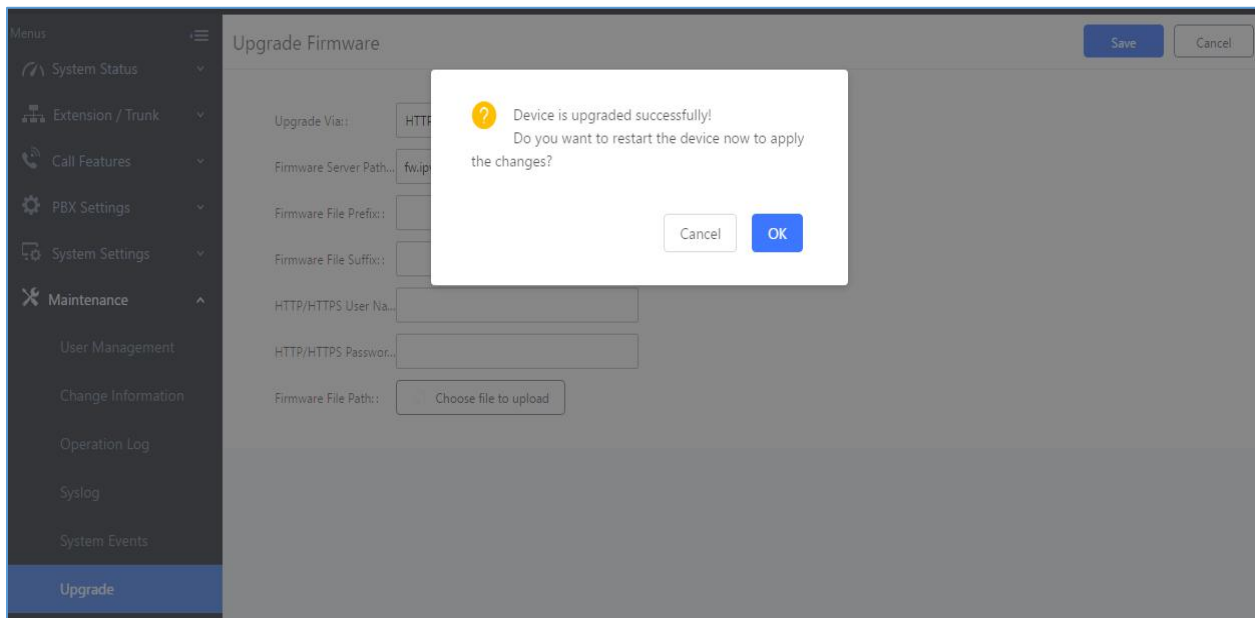 Menus
System Status
Extension / Trunk
Call Features
PBX Settings
System Settings
Maintenance
User Management
Change Information
Operation Log
Syslog
System Events
Upgrade
Upgrade Firmware
Save
Cancel
Upgrade Via::
HTTP
Firmware Server Path...
fw.ip
Firmware File Prefix::
Firmware File Suffix::
HTTP/HTTPS User Na...
HTTP/HTTPS Passwor...
Firmware File Path::
Choose file to upload
Device is upgraded successfully!
Do you want to restart the device now to apply
the changes?
Cancel
OK